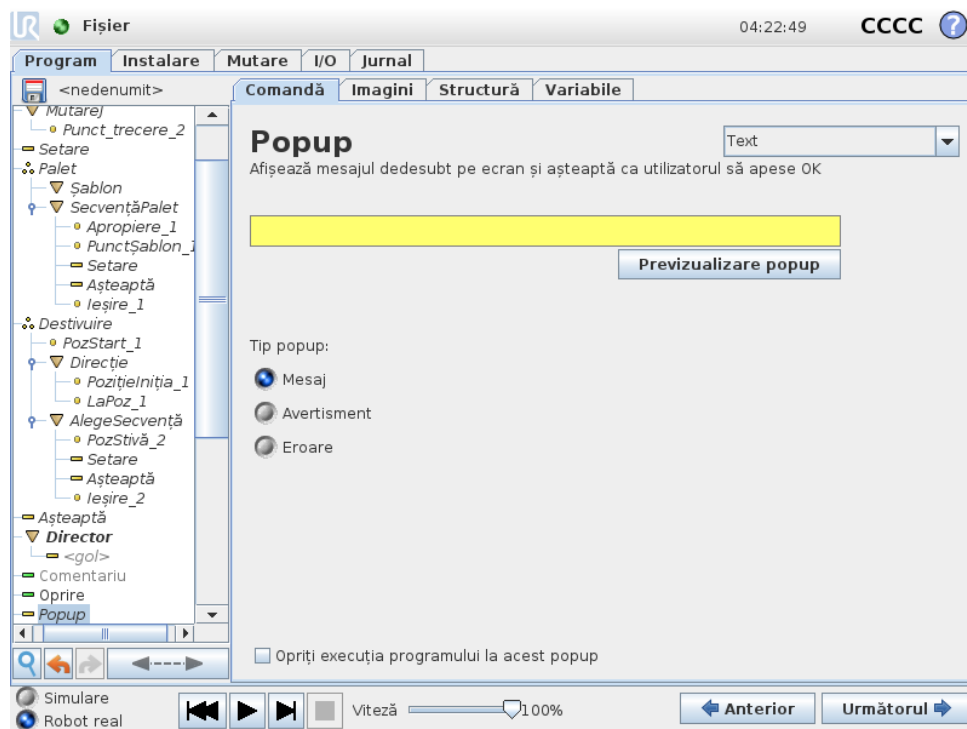 UR Fișier 04:22:49 CCCC ?
Program Instalare Mutare I/O Jurnal
<nedenumit>
Comandă Imagini Structură Variabile
MutareJ
Punct_trecere_2
Setare
Palet
Șablon
SecvențăPalet
Apropiere_1
PunctȘablon_1
Setare
Așteaptă
Ieșire_1
Destivuire
PozStart_1
Direcție
PozițieIniția_1
LaPoz_1
AlegeSecvență
PozStivă_2
Setare
Așteaptă
Ieșire_2
Așteaptă
Director
<gol>
Comentariu
Oprire
Popup
Popup
Text
Afișează mesajul dedesubt pe ecran și așteaptă ca utilizatorul să apese OK
Previzualizare popup
Tip popup:
Mesaj
Avertisment
Eroare
Opriți execuția programului la acest popup
Simulare
Robot real
Viteză 100%
Anterior Următorul